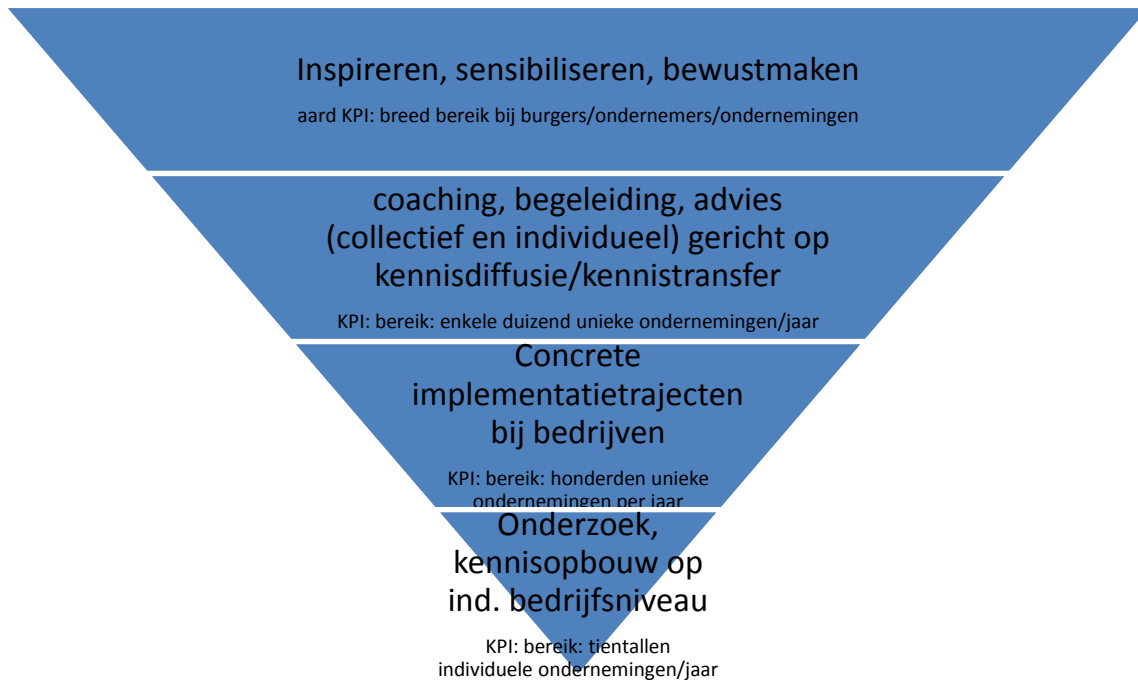 Inspireren, sensibiliseren, bewustmaken
aard KPI: breed bereik bij burgers/ondernemers/ondernemingen
coaching, begeleiding, advies
(collectief en individueel) gericht op
kennisdiffusie/kennistransfer
KPI: bereik: enkele duizend unieke ondernemingen/jaar
Concrete
implementatietrajecten
bij bedrijven
KPI: bereik: honderden unieke
ondernemingen per jaar
Onderzoek,
kennisopbouw op
ind. bedrijfsniveau
KPI: bereik: tientallen
individuele ondernemingen/jaar